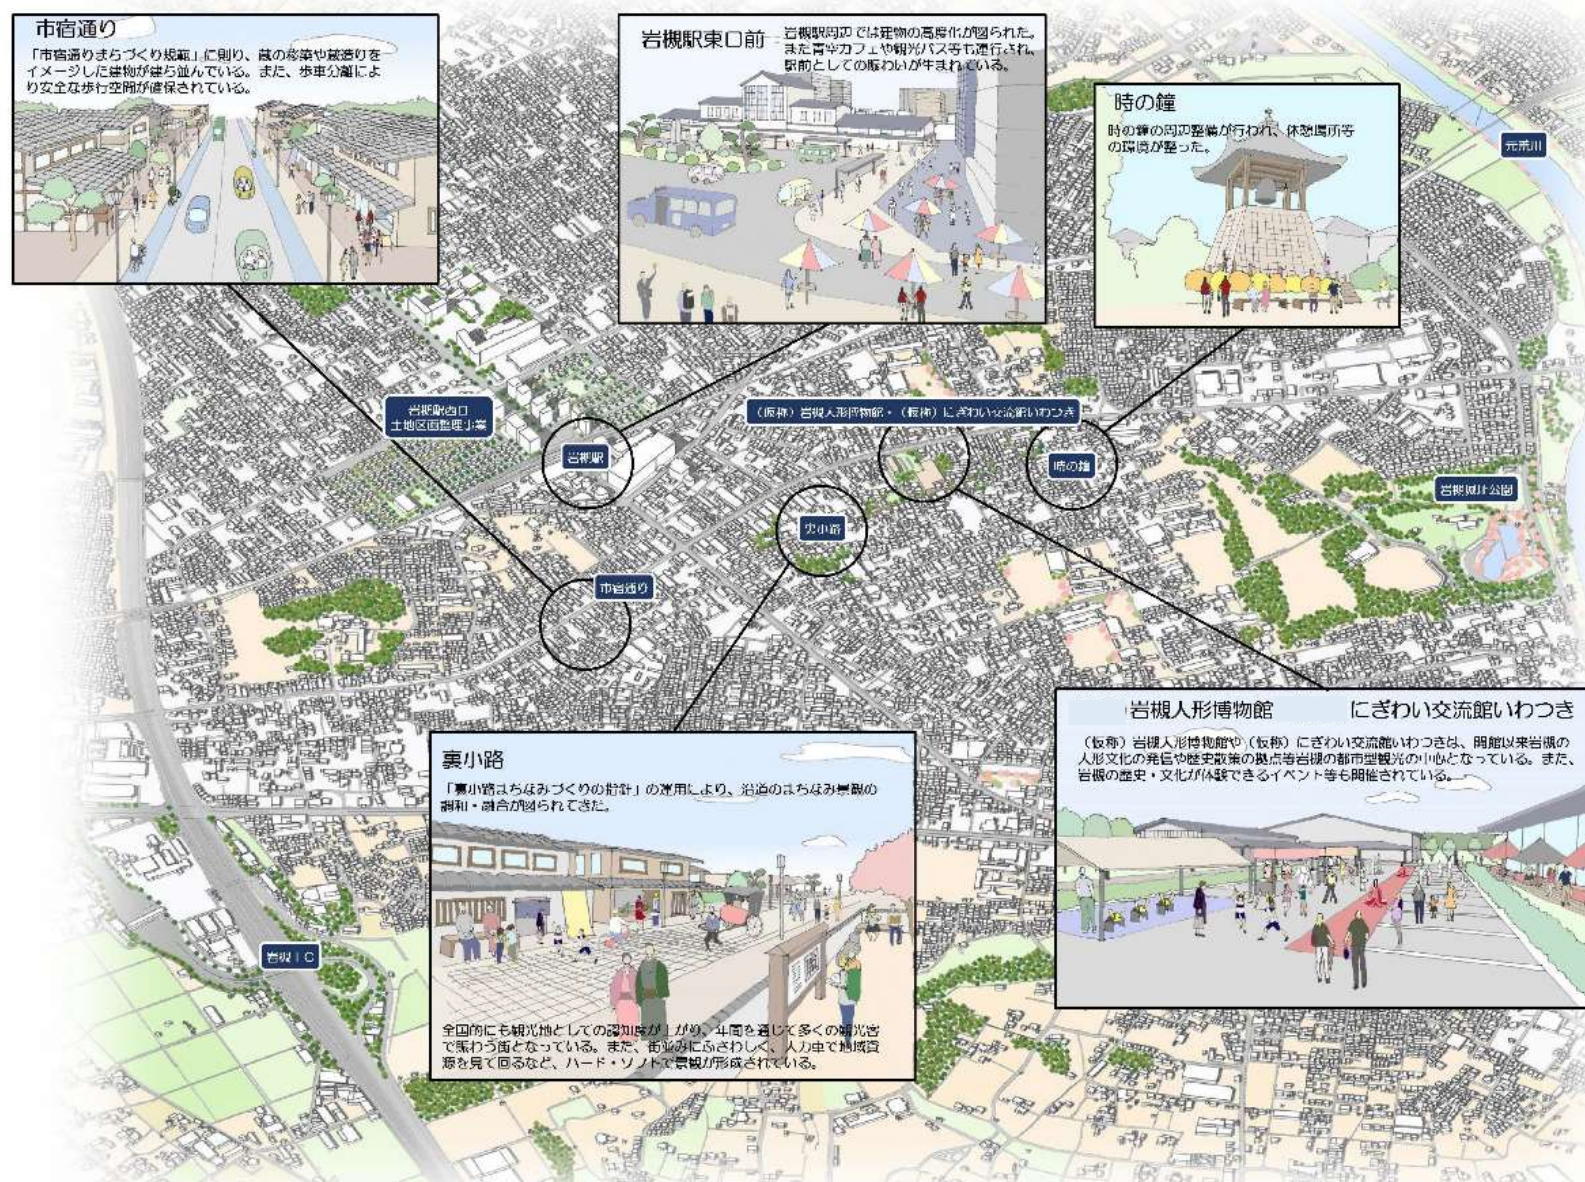 市宿通り
「市宿通りまちづくり規範」に則り、蔵の移築や蔵造りを
イメージした建物が建ち並んでいる。また、歩車分離によ
り安全な歩行空間が確保されている。
岩槻駅東口前
岩槻駅周辺では建物の高度化が図られた。
また青空カフェや観光バス等も運行され、
駅前としての賑わいが生まれている。
時の鐘
時の鐘の周辺整備が行われ、休憩場所等
の環境が整った。
元荒川
岩槻駅西口
土地区画整理事業
(仮称)岩槻人形博物館・(仮称)にぎわい交流館いわつき
岩槻駅
時の鐘
岩槻城址公園
裏小路
市宿通り
岩槻人形博物館 にぎわい交流館いわつき
(仮称)岩槻人形博物館や(仮称)にぎわい交流館いわつきは、開館以来岩槻の
人形文化の発信や歴史散策の拠点等岩槻の都市型観光の中心となっている。また、
岩槻の歴史・文化が体験できるイベント等も開催されている。
裏小路
「裏小路まちなみづくりの指針」の運用により、沿道のまちなみ景観の
調和・融合が図られてきた。
岩槻IC
全国的にも観光地としての認知度が上がり、年間を通じて多くの観光客
で賑わう街となっている。また、街並みにふさわしく、人力車で地域資
源を見て回るなど、ハード・ソフトで景観が形成されている。